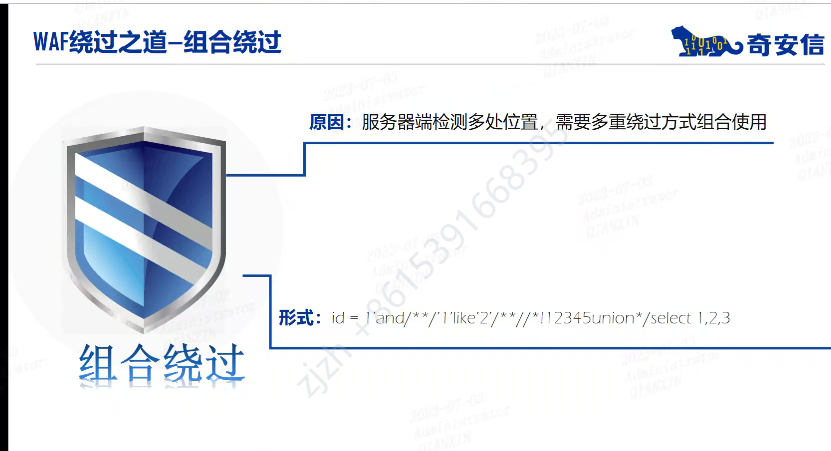 WAF绕过之道–组合绕过
奇安信
原因：服务器端检测多处位置，需要多重绕过方式组合使用
形式：id = 1'and/**/'1'like'2'/**//*!12345union*/select 1,2,3
组合绕过
zjzh +8615391668395
2023-07-03
Administrator
QIANXIN